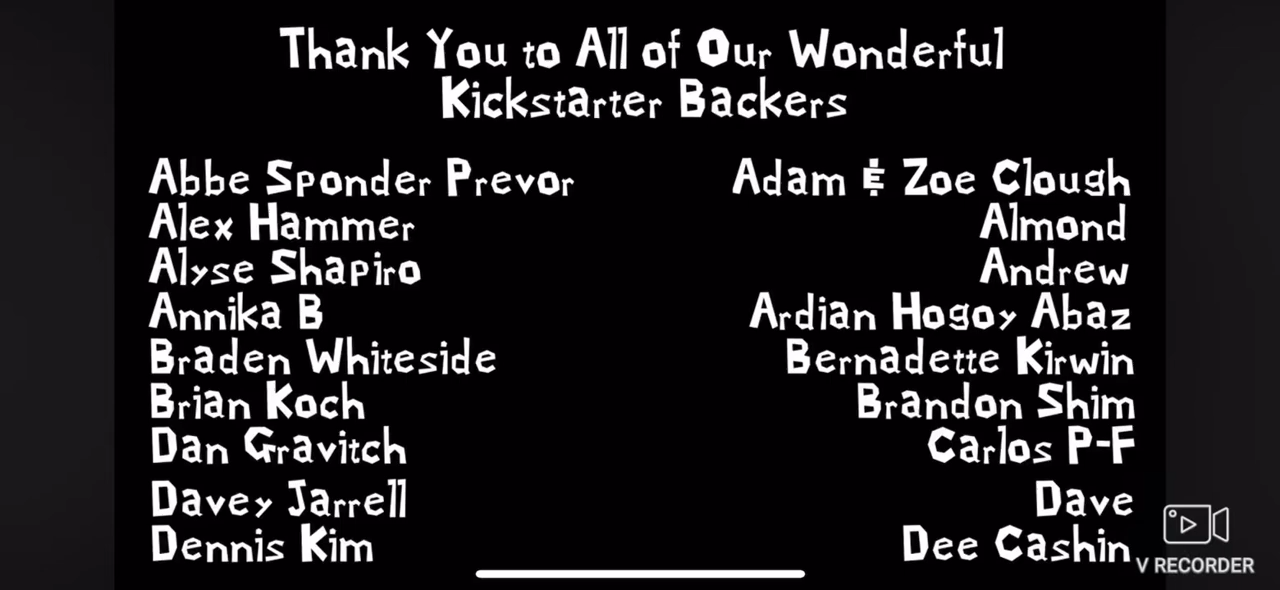 Thank You to All of Our Wonderful
Kickstarter Backers
Abbe Sponder Prevor
Adam & Zoe Clough
Alex Hammer
Almond
Alyse Shapiro
Andrew
Annika B
Ardian Hogoy Abaz
Braden Whiteside
Bernadette Kirwin
Brian Koch
Brandon Shim
Dan Gravitch
Carlos P-F
Davey Jarrell
Dave
Dennis Kim
Dee Cashin
V RECORDER